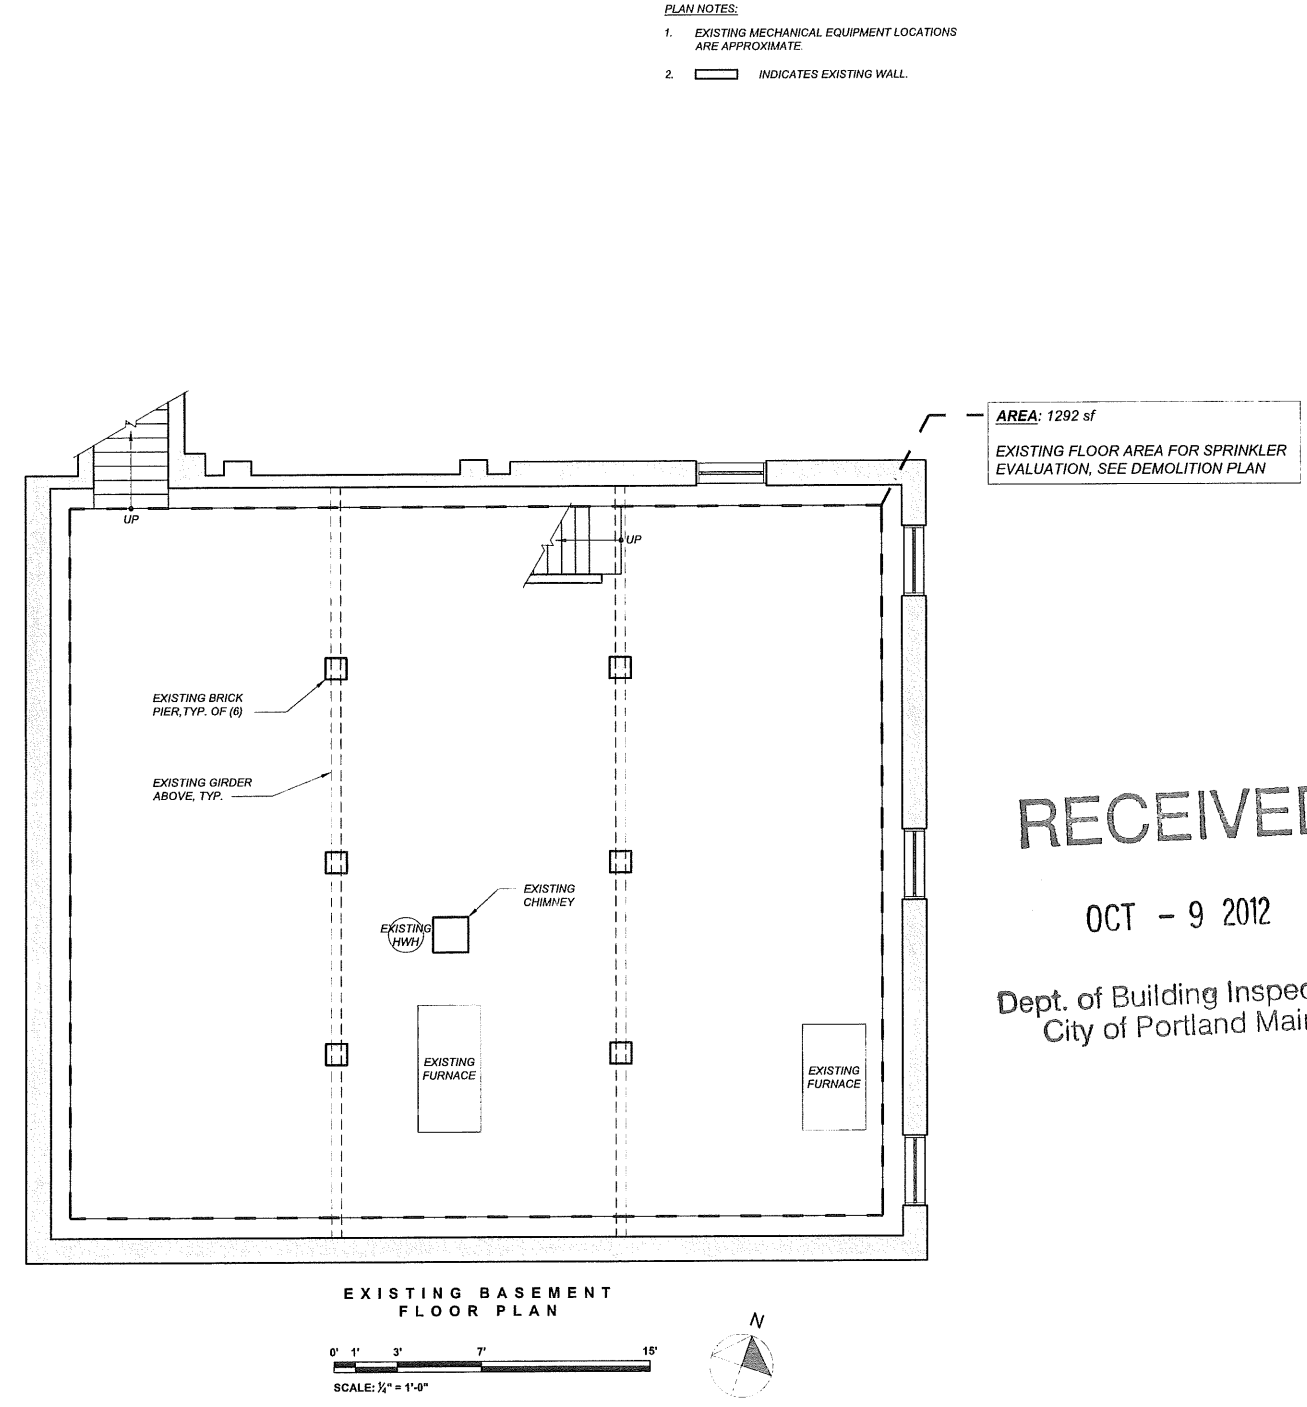 PLAN NOTES:
1. EXISTING MECHANICAL EQUIPMENT LOCATIONS
ARE APPROXIMATE.
2. INDICATES EXISTING WALL.
AREA: 1292 sf
EXISTING FLOOR AREA FOR SPRINKLER
EVALUATION, SEE DEMOLITION PLAN
UP
UP
EXISTING BRICK
PIER, TYP. OF (6)
EXISTING GIRDER
ABOVE, TYP.
RECEIVE
EXISTING
CHIMNEY
OCT - 9 2012
EXISTING
HWH
Dept. of Building Inspec
City of Portland Mai
EXISTING
FURNACE
EXISTING
FURNACE
EXISTING BASEMENT
FLOOR PLAN
N
0' 1' 3' 7' 15'
SCALE: ¼" = 1'-0"